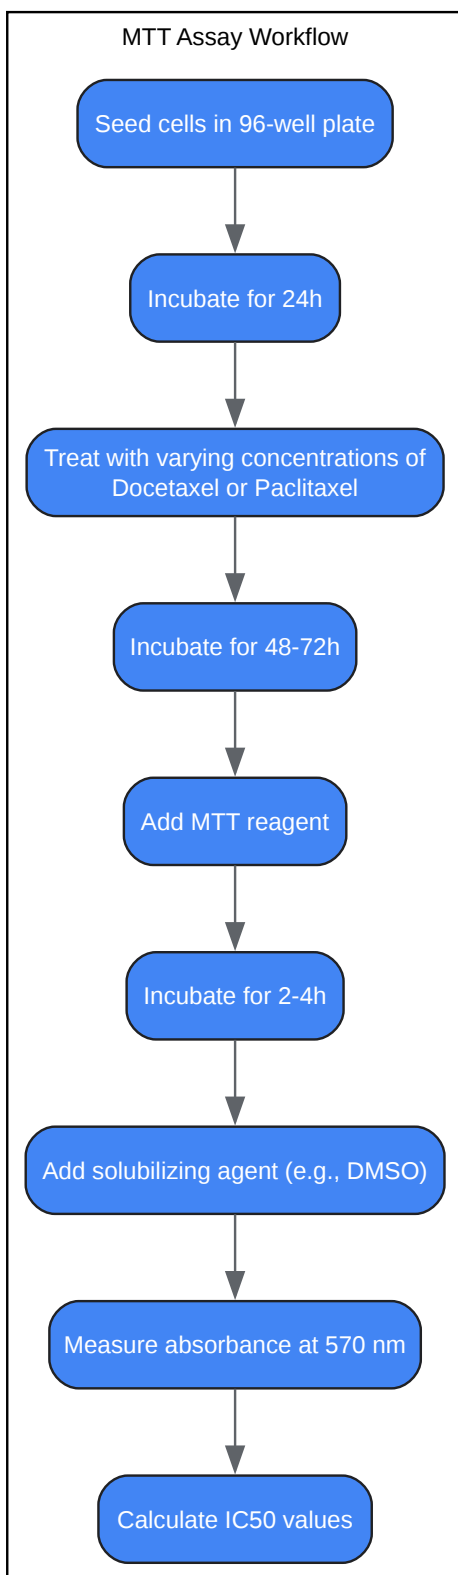 MTT Assay Workflow
Seed cells in 96-well plate
Incubate for 24h
Treat with varying concentrations of
Docetaxel or Paclitaxel
Incubate for 48-72h
Add MTT reagent
Incubate for 2-4h
Add solubilizing agent (e.g., DMSO)
Measure absorbance at 570 nm
Calculate IC50 values